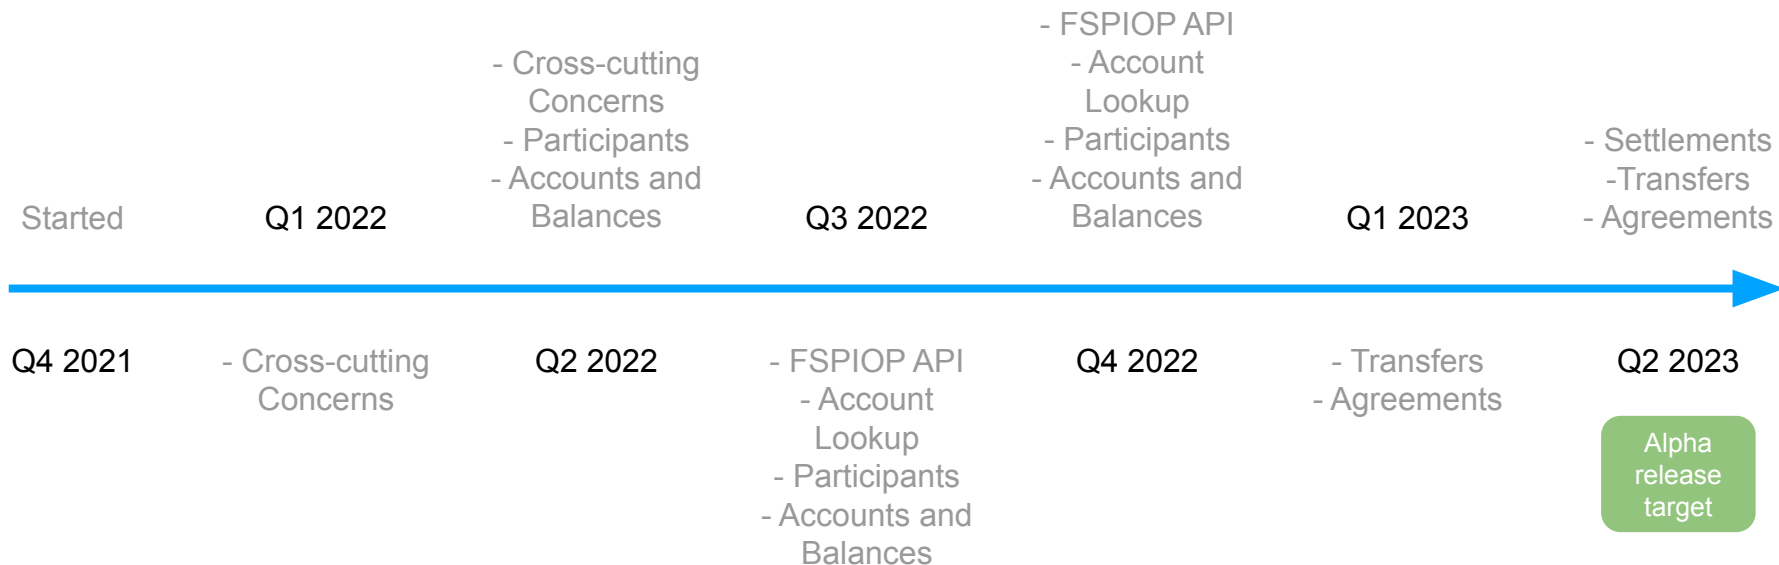 Started
Q4 2021
Q1 2022
- Cross-cutting
Concerns
- Cross-cutting
Concerns
- Participants
- Accounts and
Balances
Q2 2022
Q3 2022
- FSPIOP API
- Account
Lookup
- Participants
- Accounts and
Balances
- FSPIOP API
- Account
Lookup
- Participants
- Accounts and
Balances
Q4 2022
Q1 2023
- Transfers
- Agreements
- Settlements
-Transfers
- Agreements
Q2 2023
Alpha
release
target